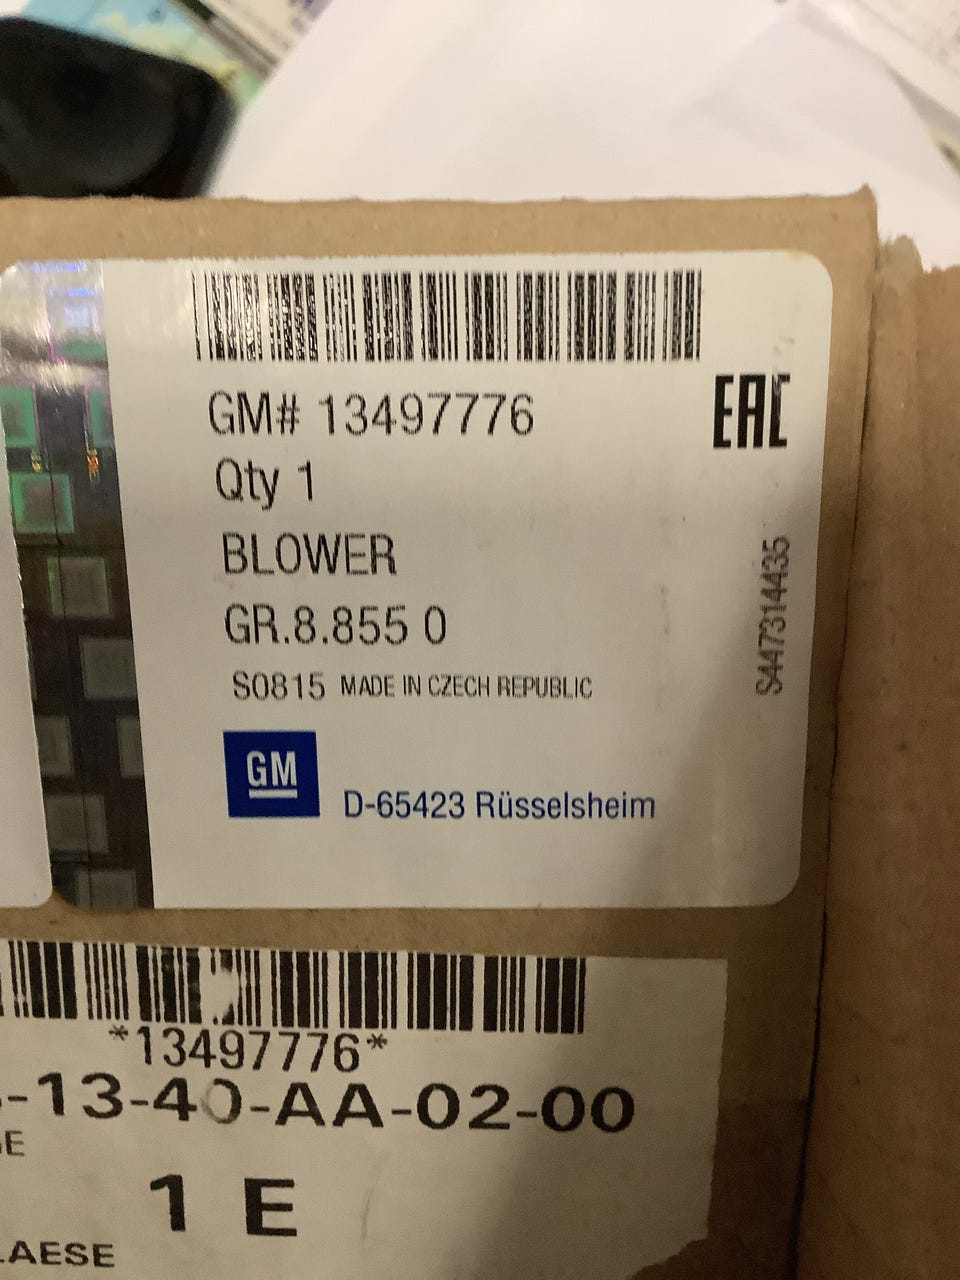 GM# 13497776
EAC
Qty 1
BLOWER
GR.8.855 0
S0815 MADE IN CZECH REPUBLIC
S447314435
GM
D-65423 Rüsselsheim
*13497776*
-13-40-AA-02-00
1 E